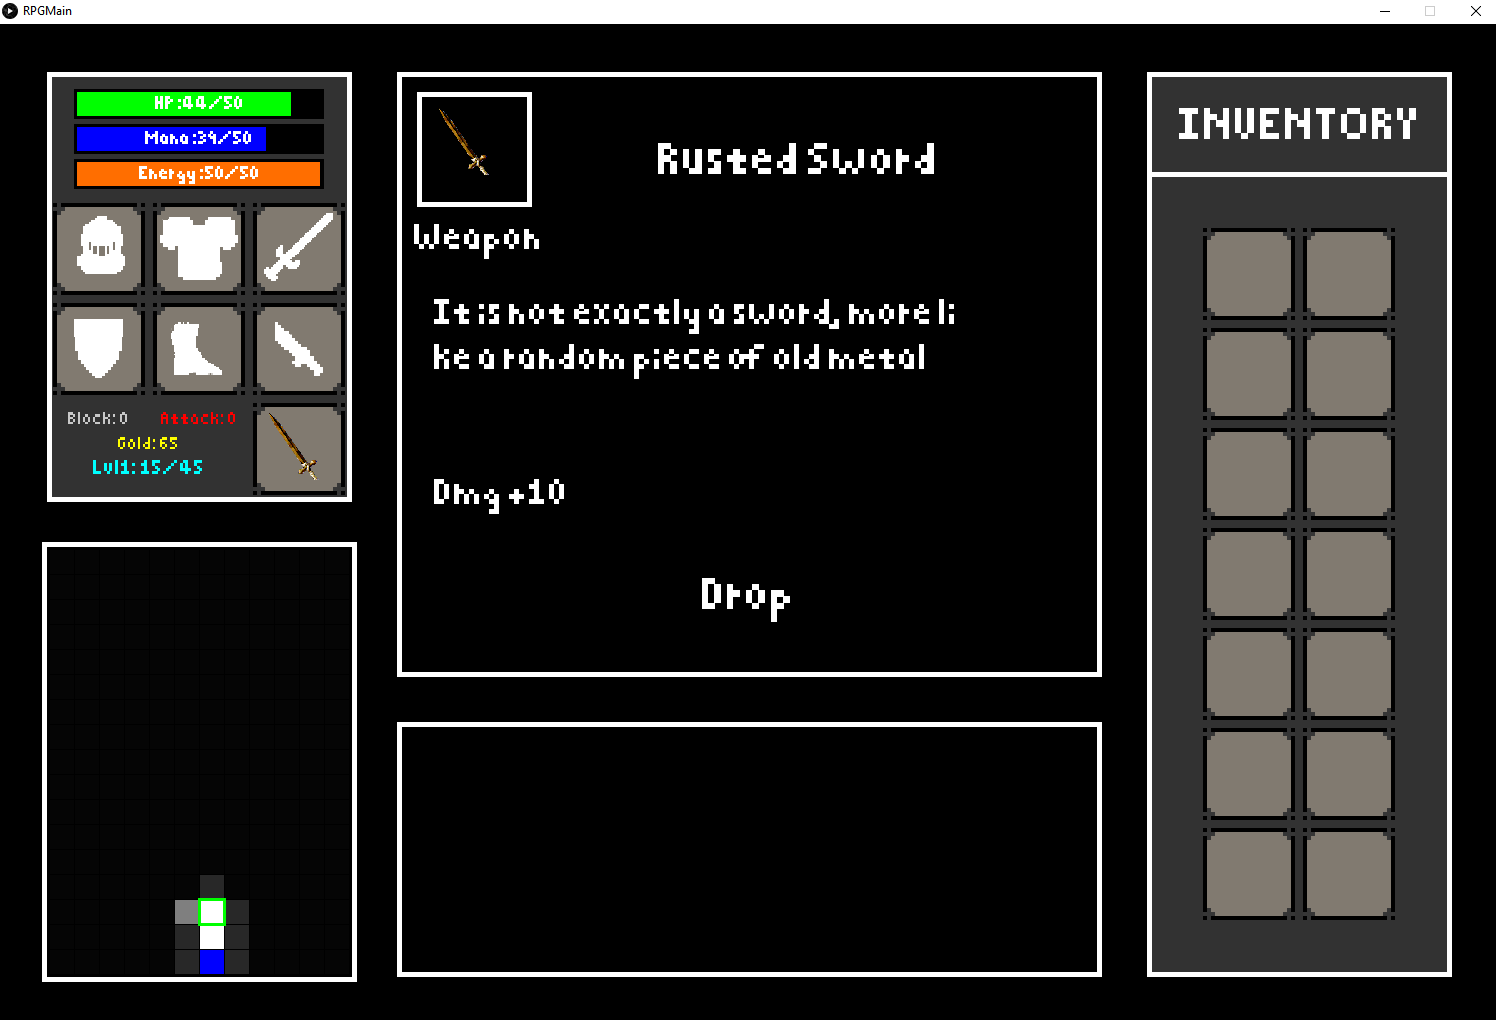 RPGMain
HP:44/50
Mana:39/50
Energy:50/50
Block:0 Attack:0
Gold:65
Lvl1:15/45
Rusted Sword
Weapon
It is not exactly a sword, more li
ke a random piece of old metal
Dmg +10
Drop
INVENTORY